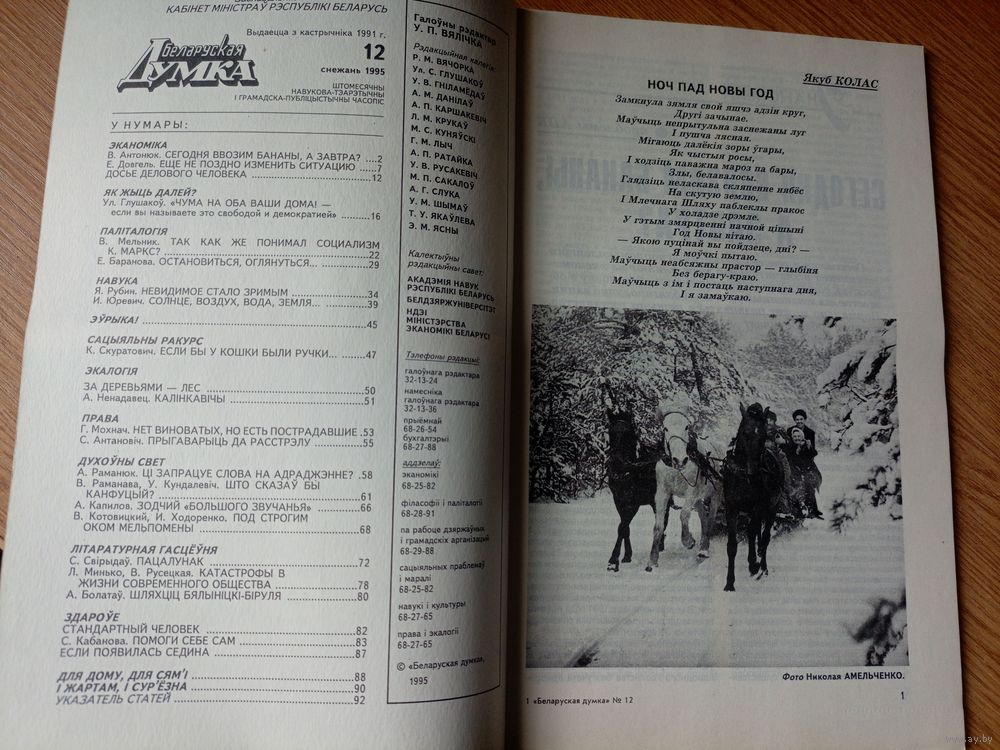 КАБІНЕТ МІНІСТРАЎ РЭСПУБЛІКІ БЕЛАРУСЬ
Выдаецца з кастрычніка 1991 г.
Беларуская
ДУМКА
12
снежань 1995
ШТОМЕСЯЧНЫ
НАВУКОВА-ТЭАРЭТЫЧНЫ
І ГРАМАДСКА-ПУБЛІЦЫСТЫЧНЫ ЧАСОПІС
У НУМАРЫ:
ЭКАНОМІКА
В. Антонюк. СЕГОДНЯ ВВОЗИМ БАНАНЫ, А ЗАВТРА? ...2
Е. Довгель. ЕЩЕ НЕ ПОЗДНО ИЗМЕНИТЬ СИТУАЦИЮ ...7
ДОСЬЕ ДЕЛОВОГО ЧЕЛОВЕКА ...12
ЯК ЖЫЦЬ ДАЛЕЙ?
Ул. Глушакоў. «ЧУМА НА ОБА ВАШИ ДОМА! —
если вы называете это свободой и демократией» ...16
ПАЛІТАЛОГІЯ
В. Мельник. ТАК КАК ЖЕ ПОНИМАЛ СОЦИАЛИЗМ
К. МАРКС? ...22
Е. Баранова. ОСТАНОВИТЬСЯ, ОГЛЯНУТЬСЯ... ...29
НАВУКА
Я. Рубин. НЕВИДИМОЕ СТАЛО ЗРИМЫМ ...34
И. Юревич. СОЛНЦЕ, ВОЗДУХ, ВОДА, ЗЕМЛЯ... ...39
ЭЎРЫКА! ...45
САЦЫЯЛЬНЫ РАКУРС
К. Скуратович. ЕСЛИ БЫ У КОШКИ БЫЛИ РУЧКИ... ...47
ЭКАЛОГІЯ
ЗА ДЕРЕВЬЯМИ — ЛЕС ...50
А. Ненадавец. КАЛІНКАВІЧЫ ...51
ПРАВА
Г. Мохнач. НЕТ ВИНОВАТЫХ, НО ЕСТЬ ПОСТРАДАВШИЕ .53
С. Антановіч. ПРЫГАВАРЫЦЬ ДА РАССТРЭЛУ ...55
ДУХОЎНЫ СВЕТ
А. Раманюк. ЦІ ЗАПРАЦУЕ СЛОВА НА АДРАДЖЭННЕ? .58
В. Раманава, У. Кундалевіч. ШТО СКАЗАЎ БЫ
КАНФУЦЫЙ? ...61
А. Капилов. ЗОДЧИЙ «БОЛЬШОГО ЗВУЧАНЬЯ» ...66
В. Котовицкий, И. Ходоренко. ПОД СТРОГИМ
ОКОМ МЕЛЬПОМЕНЫ ...68
ЛІТАРАТУРНАЯ ГАСЦЁЎНЯ
С. Свірыдаў. ПАЦАЛУНАК ...72
Л. Минько, В. Русецкая. КАТАСТРОФЫ В
ЖИЗНИ СОВРЕМЕННОГО ОБЩЕСТВА ...78
А. Болатаў. ШЛЯХЦІЦ БЯЛЫНІЦКІ-БІРУЛЯ ...80
ЗДАРОЎЕ
СТАНДАРТНЫЙ ЧЕЛОВЕК ...82
С. Кабанова. ПОМОГИ СЕБЕ САМ ...83
ЕСЛИ ПОЯВИЛАСЬ СЕДИНА ...87
ДЛЯ ДОМУ, ДЛЯ СЯМ'І ...88
І ЖАРТАМ, І СУР'ЁЗНА ...90
УКАЗАТЕЛЬ СТАТЕЙ ...92
Галоўны рэдактар
У. П. ВЯЛІЧКА
Рэдакцыйная калегія:
Р. М. ВЯЧОРКА
Ул. С. ГЛУШАКОЎ
У. В. ГНІЛАМЁДАЎ
А. М. ДАНІЛАЎ
А. П. КАРШАКЕВІЧ
Л. М. КРУКАЎ
М. С. КУНЯЎСКІ
Г. М. ЛЫЧ
А. П. РАТАЙКА
У. В. РУСАКЕВІЧ
М. П. САКАЛОЎ
А. Г. СЛУКА
У. М. ШЫМАЎ
Т. У. ЯКАЎЛЕВА
Э. М. ЯСНЫ
Калектыўны
рэдакцыйны савет:
АКАДЭМІЯ НАВУК
РЭСПУБЛІКІ БЕЛАРУСЬ
БЕЛДЗЯРЖУНІВЕРСІТЭТ
НДЭІ
МІНІСТЭРСТВА
ЭКАНОМІКІ БЕЛАРУСІ
Тэлефоны рэдакцыі:
галоўнага рэдактара
32-13-24
намесніка
галоўнага рэдактара
32-13-36
прыёмнай
68-26-54
бухгалтэрыі
68-27-88
аддзелаў:
эканомікі
68-25-82
філасофіі і паліталогіі
68-28-91
па рабоце дзяржаўных
і грамадскіх арганізацый
68-29-88
сацыяльных праблемаў
і маралі
68-25-82
навукі і культуры
68-27-65
права і экалогіі
68-27-65
© «Беларуская думка»,
1995
Якуб КОЛАС
НОЧ ПАД НОВЫ ГОД
Замкнула зямля свой яшчэ адзін круг,
Другі зачынае.
Маўчыць непрытульна заснежаны луг
І пушча лясная.
Мігаюць далёкія зоры ўгары,
Як чыстыя росы,
І ходзіць паважна мароз па бары,
Злы, белавалосы.
Глядзіць неласкава скляпенне нябёс
На скутую землю,
І Млечнага Шляху паблеклы пракос
У холадзе дрэмле.
У гэтым змярцвенні начной цішыні
Год Новы вітаю.
— Якою пуцінай вы пойдзеце, дні? —
Я моўчкі пытаю.
Маўчыць неабсяжны прастор — глыбіня
Без берагу-краю.
Маўчыць з ім і постаць наступнага дня,
І я замаўкаю.
Фото Николая АМЕЛЬЧЕНКО.
1 «Беларуская думка» № 12
1
www.ay.by